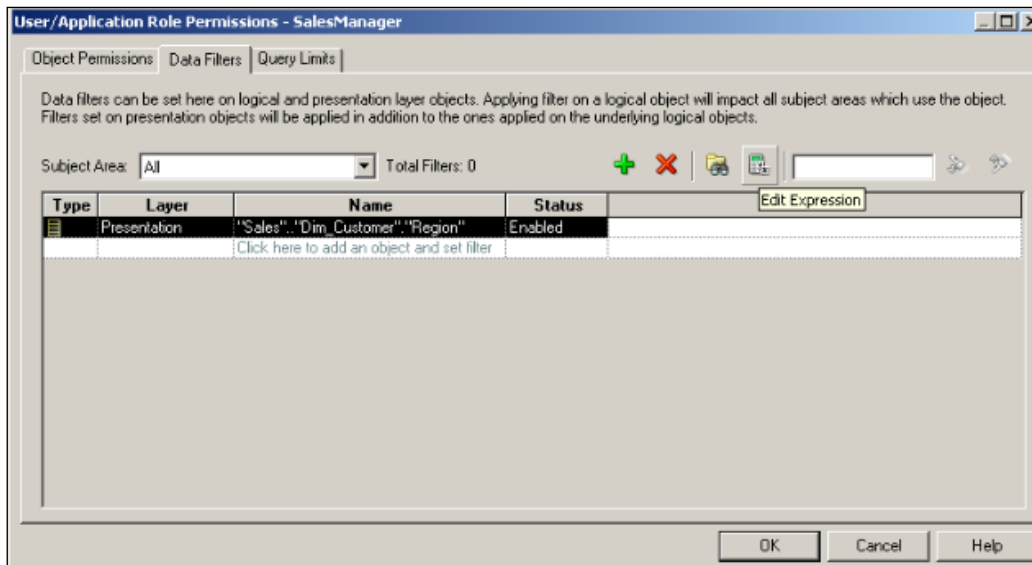 User/Application Role Permissions - SalesManager
Object Permissions Data Filters Query Limits
Data filters can be set here on logical and presentation layer objects. Applying filter on a logical object will impact all subject areas which use the object.
Filters set on presentation objects will be applied in addition to the ones applied on the underlying logical objects.
Subject Area: All Total Filters: 0
Edit Expression
Type Layer Name Status
Presentation "Sales".."Dim_Customer"."Region" Enabled
Click here to add an object and set filter
OK Cancel Help